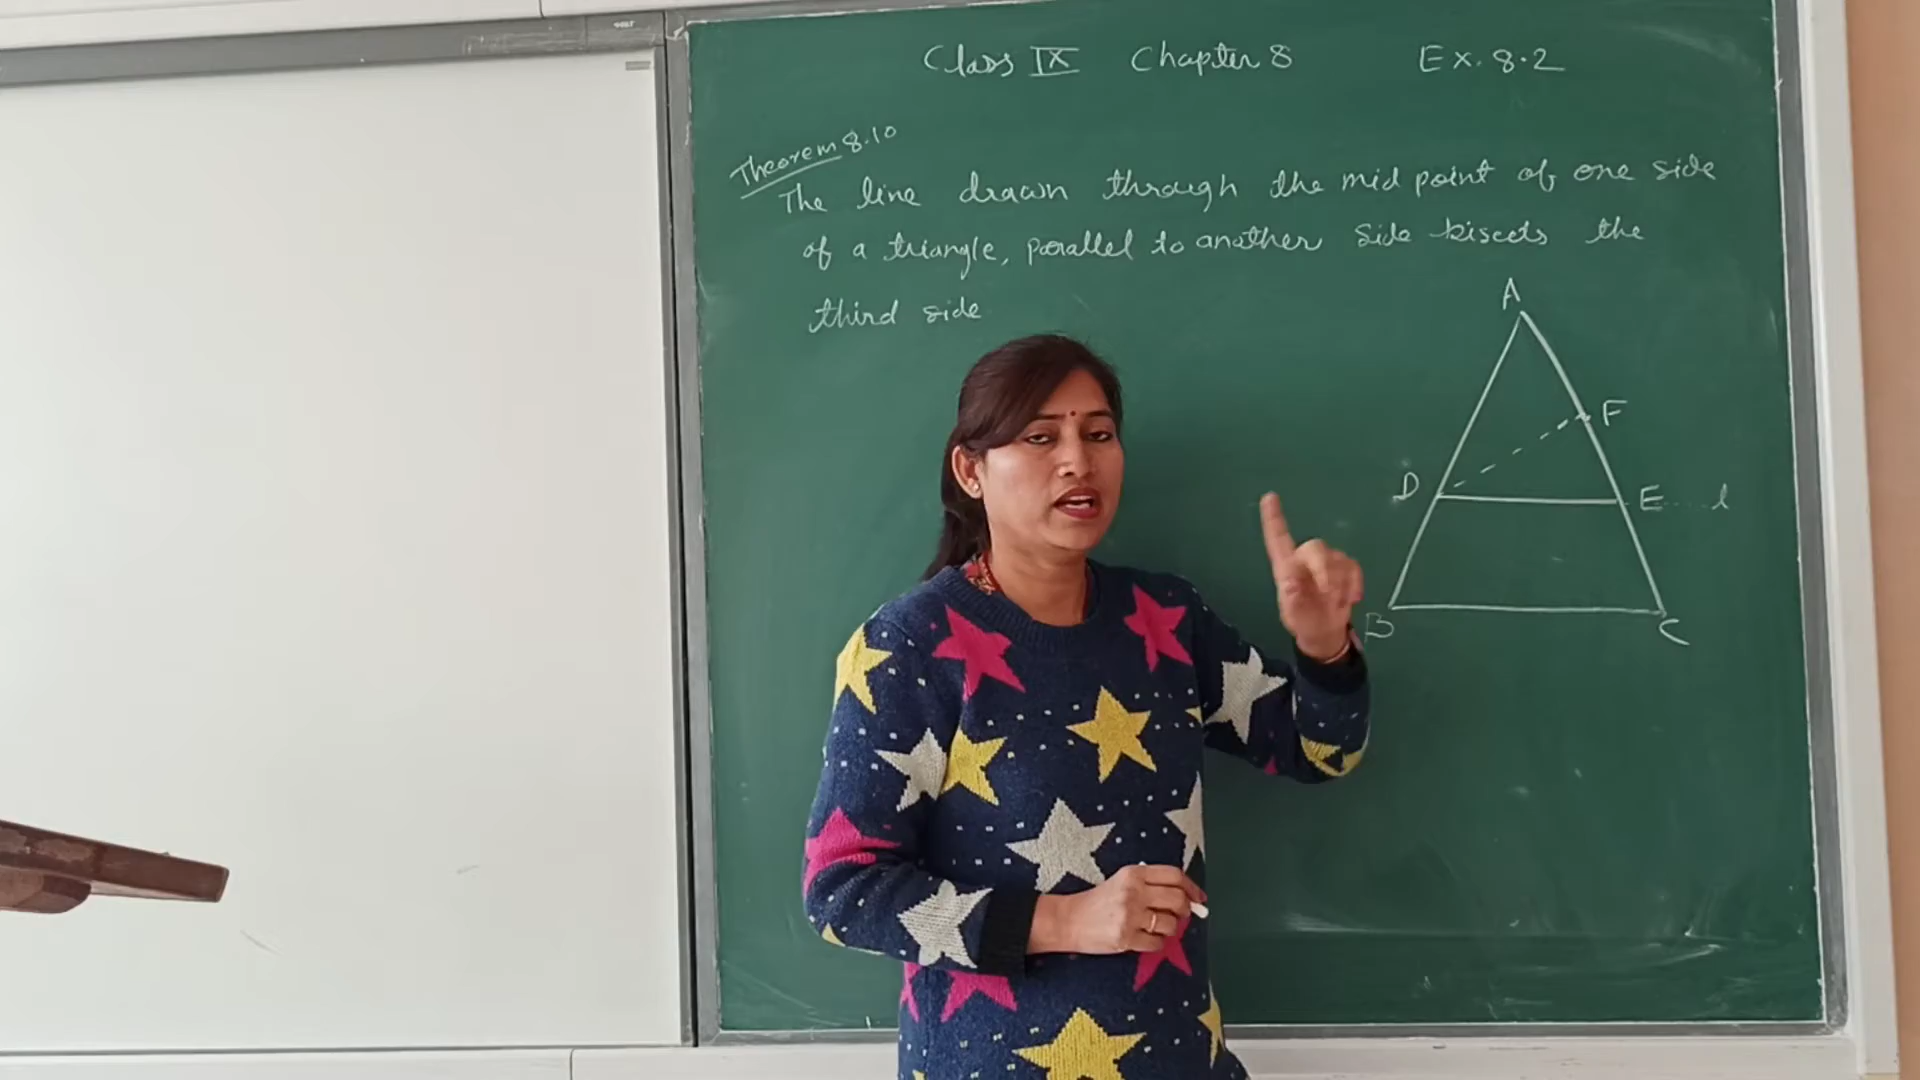 Class IX Chapter 8 Ex. 8.2
Theorem 8.10
The line drawn through the mid point of one side
of a triangle, parallel to another side bisects the
third side
A
F
D E l
B C